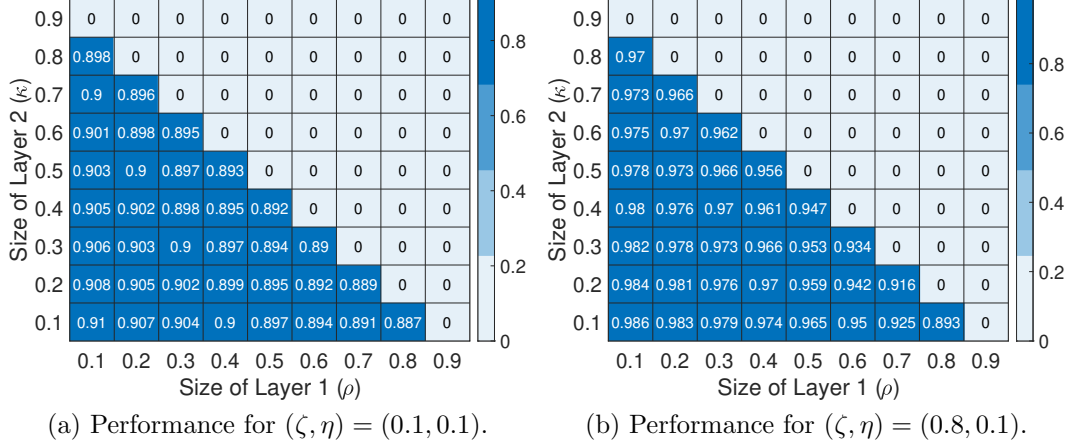 Size of Layer 2 (κ)
0.9 0 0 0 0 0 0 0 0 0
0.8 0.898 0 0 0 0 0 0 0 0
0.7 0.9 0.896 0 0 0 0 0 0 0
0.6 0.901 0.898 0.895 0 0 0 0 0 0
0.5 0.903 0.9 0.897 0.893 0 0 0 0 0
0.4 0.905 0.902 0.898 0.895 0.892 0 0 0 0
0.3 0.906 0.903 0.9 0.897 0.894 0.89 0 0 0
0.2 0.908 0.905 0.902 0.899 0.895 0.892 0.889 0 0
0.1 0.91 0.907 0.904 0.9 0.897 0.894 0.891 0.887 0
0.1 0.2 0.3 0.4 0.5 0.6 0.7 0.8 0.9
Size of Layer 1 (ρ)
0.8
0.6
0.4
0.2
0
(a) Performance for (ζ, η) = (0.1, 0.1).
Size of Layer 2 (κ)
0.9 0 0 0 0 0 0 0 0 0
0.8 0.97 0 0 0 0 0 0 0 0
0.7 0.973 0.966 0 0 0 0 0 0 0
0.6 0.975 0.97 0.962 0 0 0 0 0 0
0.5 0.978 0.973 0.966 0.956 0 0 0 0 0
0.4 0.98 0.976 0.97 0.961 0.947 0 0 0 0
0.3 0.982 0.978 0.973 0.966 0.953 0.934 0 0 0
0.2 0.984 0.981 0.976 0.97 0.959 0.942 0.916 0 0
0.1 0.986 0.983 0.979 0.974 0.965 0.95 0.925 0.893 0
0.1 0.2 0.3 0.4 0.5 0.6 0.7 0.8 0.9
Size of Layer 1 (ρ)
0.8
0.6
0.4
0.2
0
(b) Performance for (ζ, η) = (0.8, 0.1).